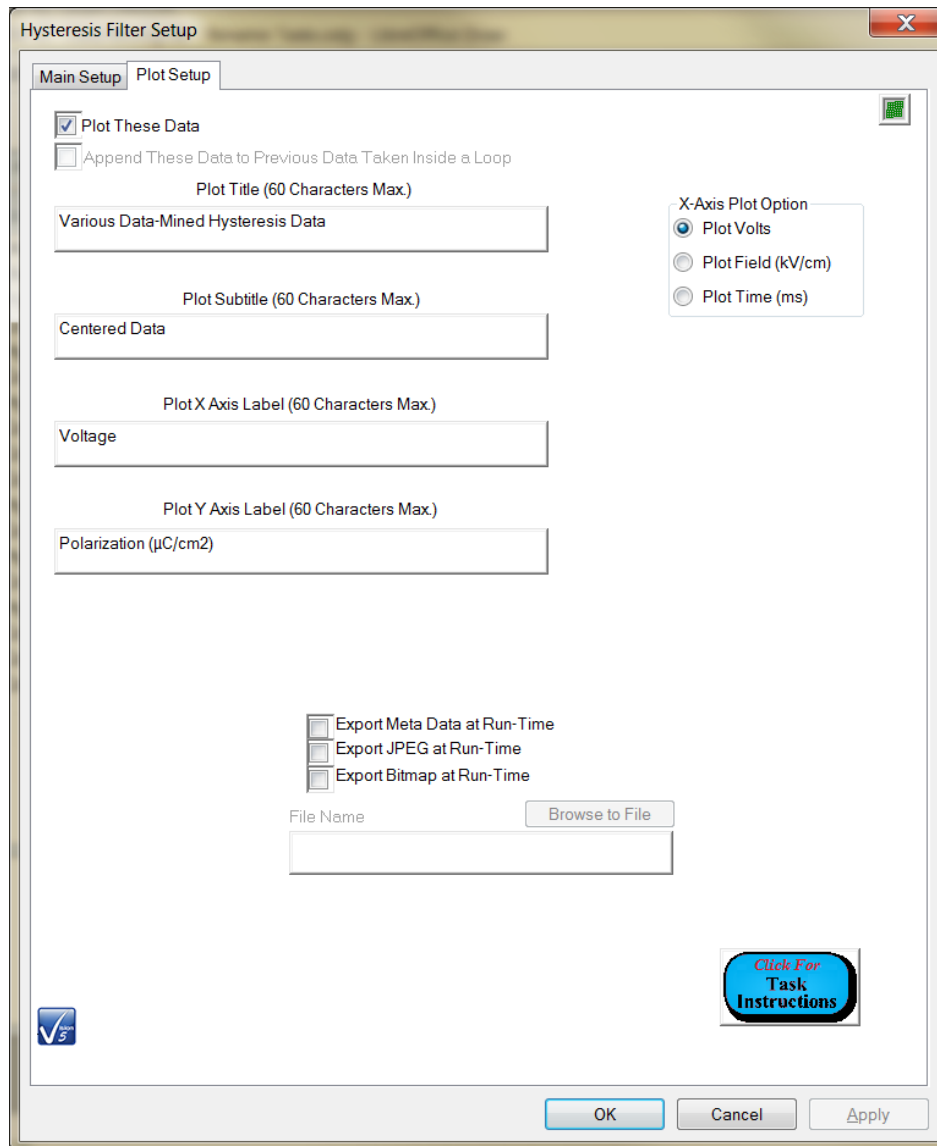 Hysteresis Filter Setup
Main Setup
Plot Setup
Plot These Data
Append These Data to Previous Data Taken Inside a Loop
Plot Title (60 Characters Max.)
Various Data-Mined Hysteresis Data
X-Axis Plot Option
Plot Volts
Plot Field (kV/cm)
Plot Time (ms)
Plot Subtitle (60 Characters Max.)
Centered Data
Plot X Axis Label (60 Characters Max.)
Voltage
Plot Y Axis Label (60 Characters Max.)
Polarization (µC/cm2)
Export Meta Data at Run-Time
Export JPEG at Run-Time
Export Bitmap at Run-Time
File Name
Browse to File
Click For
Task
Instructions
V
5
OK
Cancel
Apply